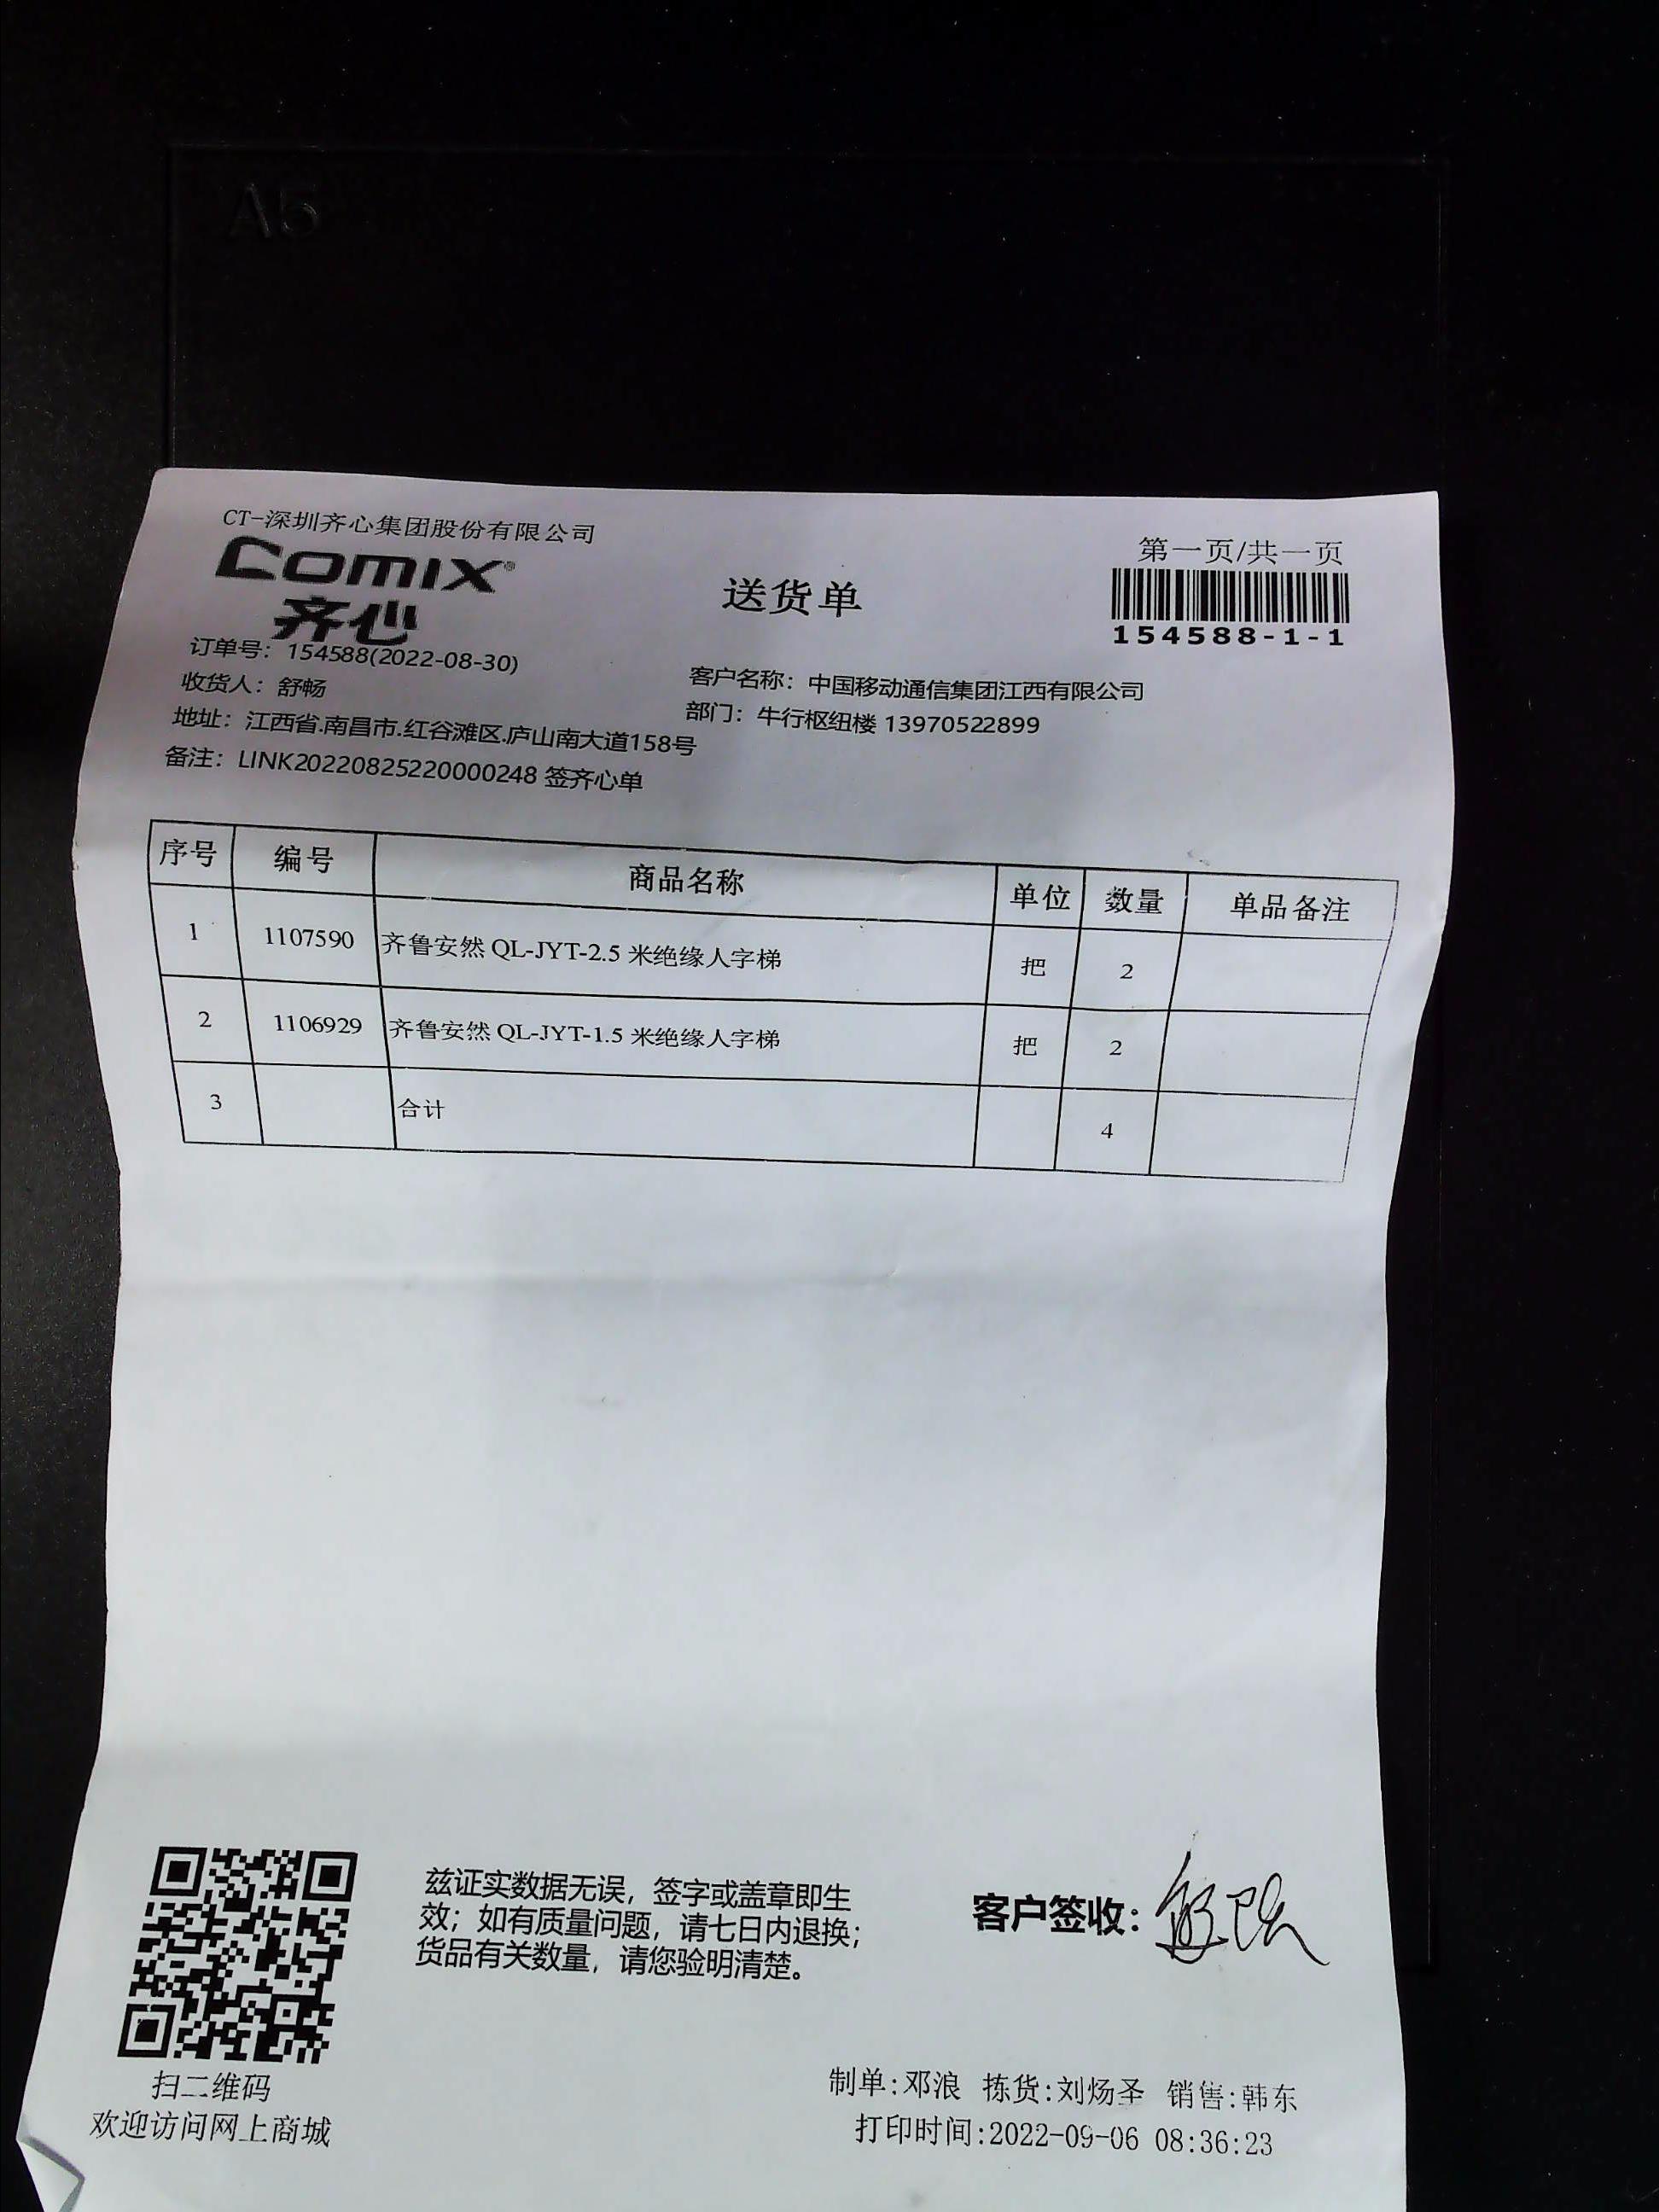 A5
CT-深圳齐心集团股份有限公司
COMIX®
齐心
送货单
第一页/共一页
154588-1-1
订单号：154588(2022-08-30)
收货人：舒畅
客户名称：中国移动通信集团江西有限公司
地址：江西省.南昌市.红谷滩区.庐山南大道158号
部门：牛行枢纽楼 13970522899
备注：LINK20220825220000248 签齐心单
序号 编号 商品名称 单位 数量 单品备注
1 1107590 齐鲁安然 QL-JYT-2.5 米绝缘人字梯 把 2
2 1106929 齐鲁安然 QL-JYT-1.5 米绝缘人字梯 把 2
3 合计 4
兹证实数据无误，签字或盖章即生
效；如有质量问题，请七日内退换；
货品有关数量，请您验明清楚。
客户签收：
扫二维码
欢迎访问网上商城
制单:邓浪 拣货:刘炀圣 销售:韩东
打印时间:2022-09-06 08:36:23